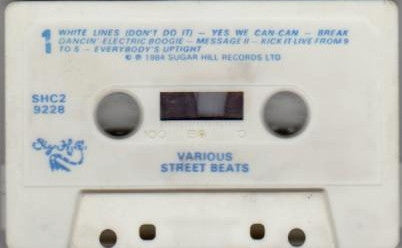 1 WHITE LINES (DON'T DO IT) — YES WE CAN-CAN — BREAK
DANCIN' ELECTRIC BOOGIE — MESSAGE II — KICK IT LIVE FROM 9
TO 5 — EVERYBODY'S UPTIGHT
© ℗ 1984 SUGAR HILL RECORDS LTD
SHC2
9228
100 50 0
VARIOUS
STREET BEATS